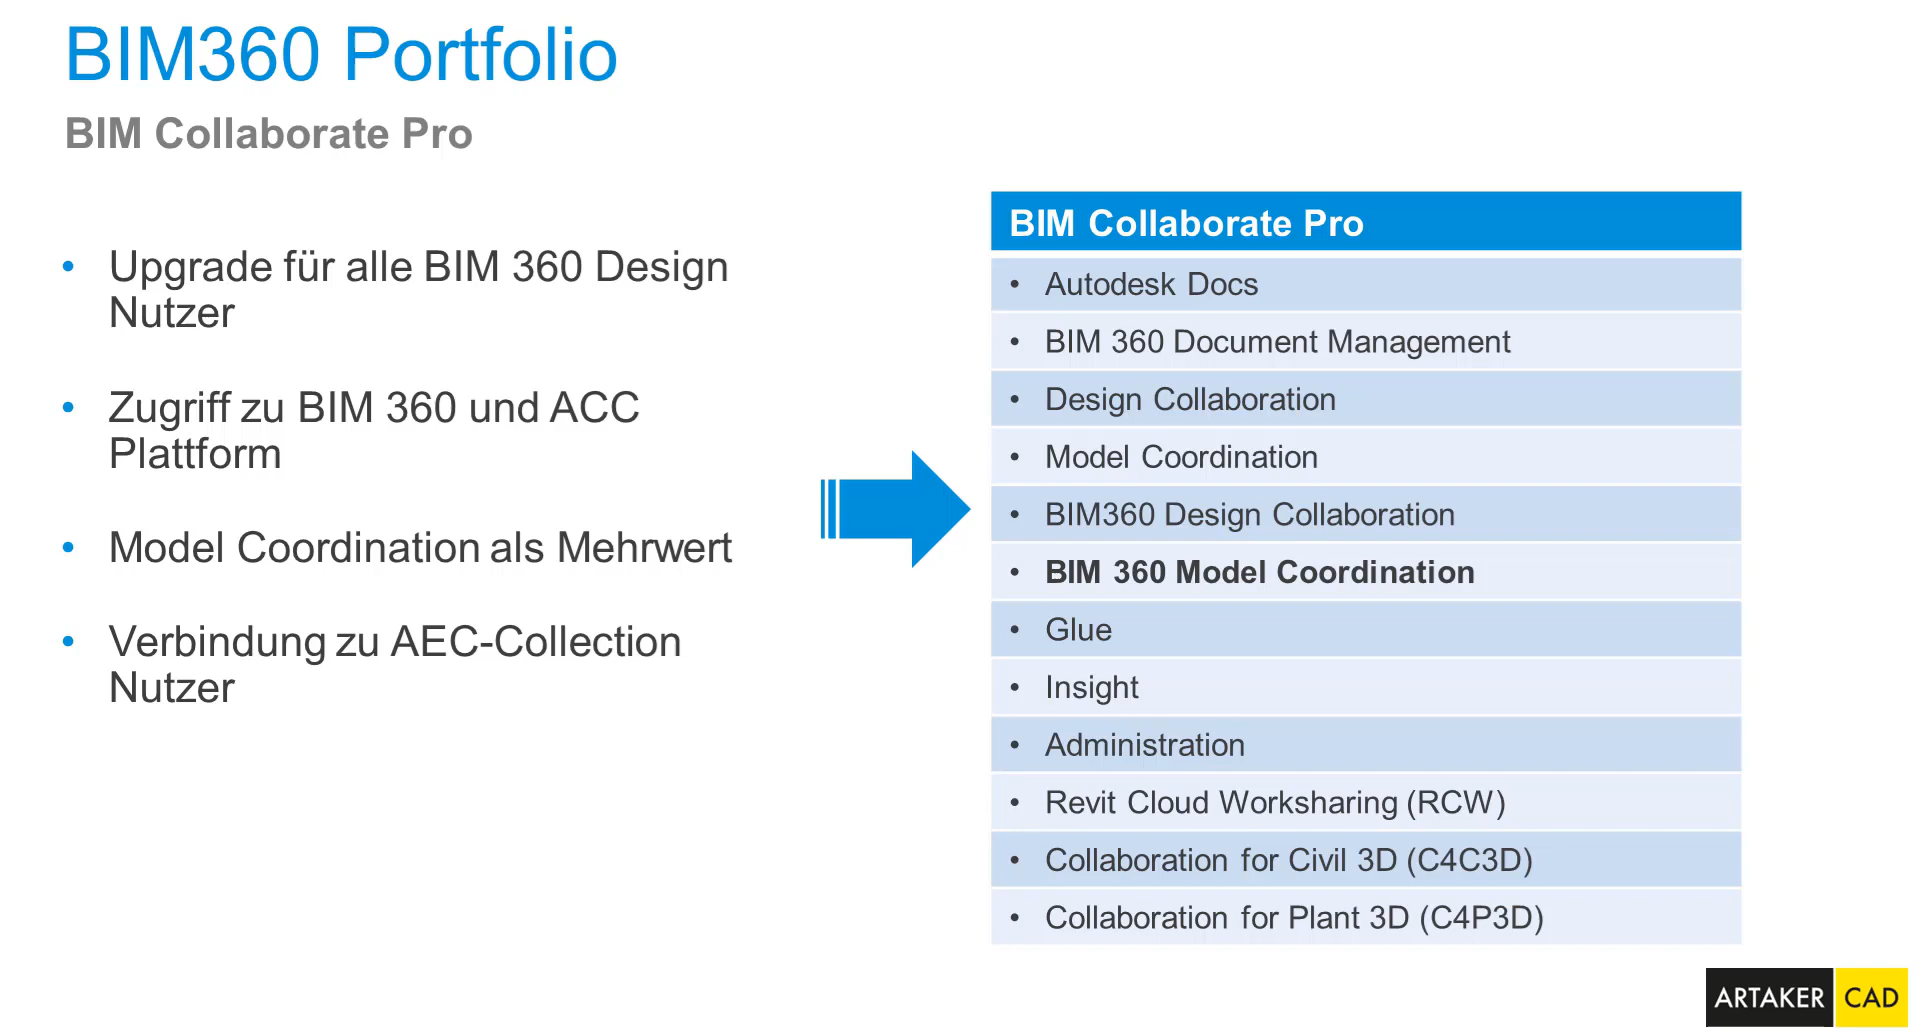 BIM360 Portfolio
BIM Collaborate Pro
• Upgrade für alle BIM 360 Design
Nutzer
• Zugriff zu BIM 360 und ACC
Plattform
• Model Coordination als Mehrwert
• Verbindung zu AEC-Collection
Nutzer
BIM Collaborate Pro
• Autodesk Docs
• BIM 360 Document Management
• Design Collaboration
• Model Coordination
• BIM360 Design Collaboration
• BIM 360 Model Coordination
• Glue
• Insight
• Administration
• Revit Cloud Worksharing (RCW)
• Collaboration for Civil 3D (C4C3D)
• Collaboration for Plant 3D (C4P3D)
ARTAKER CAD